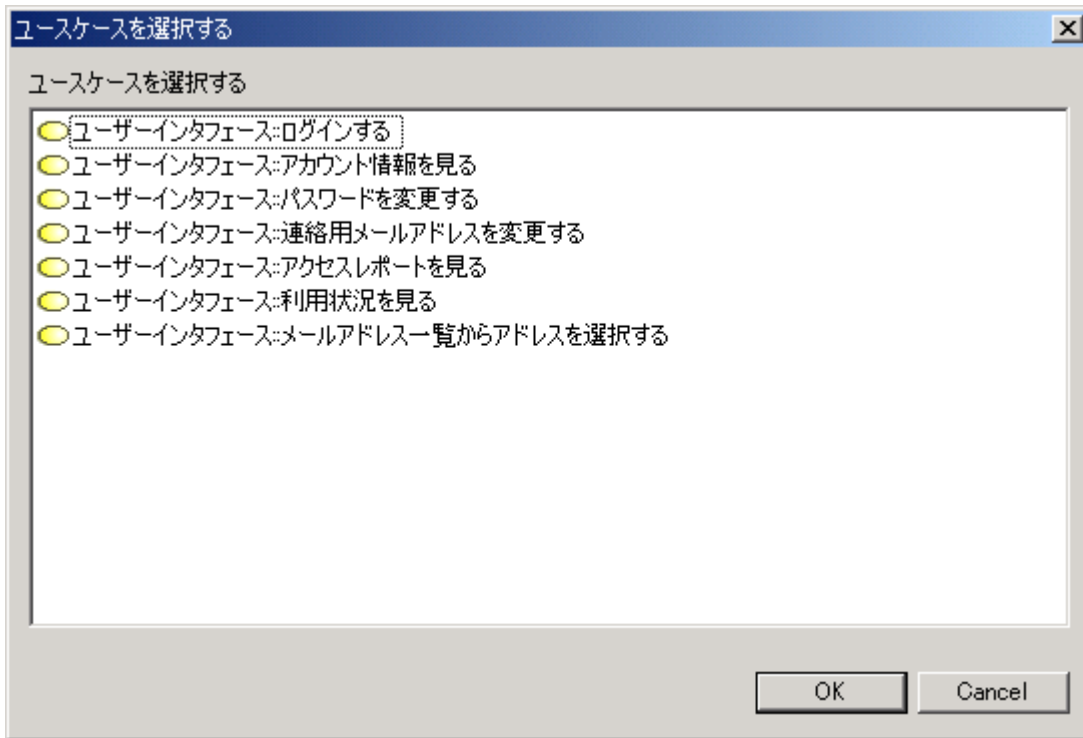 ユースケースを選択する
ユースケースを選択する
ユーザーインタフェース::ログインする
ユーザーインタフェース::アカウント情報を見る
ユーザーインタフェース::パスワードを変更する
ユーザーインタフェース::連絡用メールアドレスを変更する
ユーザーインタフェース::アクセスレポートを見る
ユーザーインタフェース::利用状況を見る
ユーザーインタフェース::メールアドレス一覧からアドレスを選択する
OK Cancel